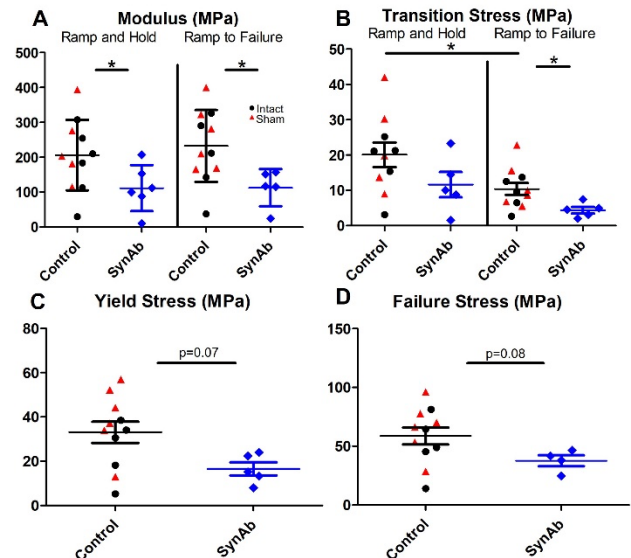 A
Modulus (MPa)
Ramp and Hold
Ramp to Failure
*
*
500
400
300
200
100
0
Intact
Sham
Control
SynAb
Control
SynAb
B
Transition Stress (MPa)
Ramp and Hold
Ramp to Failure
*
*
50
40
30
20
10
0
Control
SynAb
Control
SynAb
C
Yield Stress (MPa)
p=0.07
80
60
40
20
0
Control
SynAb
D
Failure Stress (MPa)
p=0.08
150
100
50
0
Control
SynAb